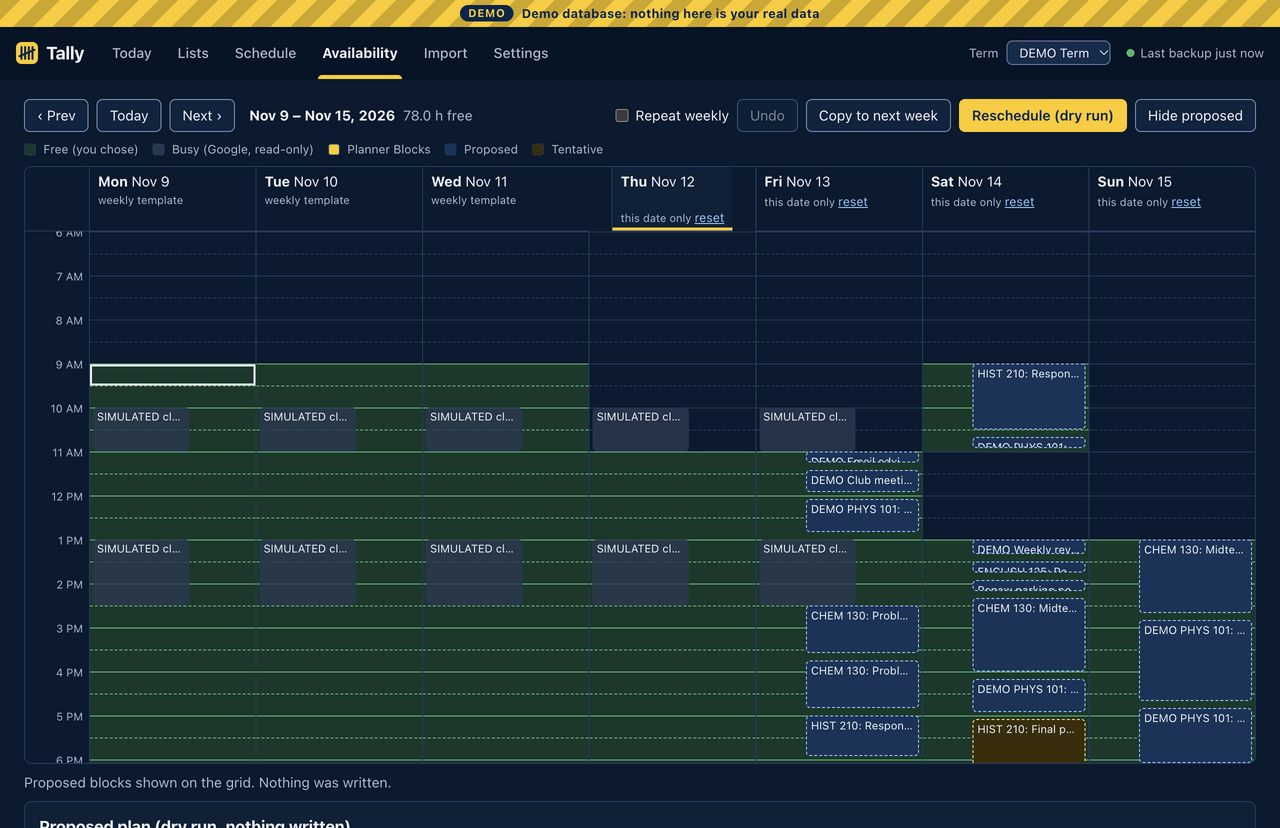 DEMO Demo database: nothing here is your real data
Tally Today Lists Schedule Availability Import Settings Term DEMO Term Last backup just now
‹ Prev Today Next › Nov 9 – Nov 15, 2026 78.0 h free Repeat weekly Undo Copy to next week Reschedule (dry run) Hide proposed
Free (you chose) Busy (Google, read-only) Planner Blocks Proposed Tentative
Mon Nov 9 Tue Nov 10 Wed Nov 11 Thu Nov 12 Fri Nov 13 Sat Nov 14 Sun Nov 15
weekly template weekly template weekly template this date only reset this date only reset this date only reset this date only reset
6 AM
7 AM
8 AM
9 AM
HIST 210: Respon...
10 AM
SIMULATED cl... SIMULATED cl... SIMULATED cl... SIMULATED cl... SIMULATED cl...
DEMO PHYS 101:
11 AM
DEMO Email
DEMO Club meeti...
12 PM
DEMO PHYS 101: ...
1 PM
SIMULATED cl... SIMULATED cl... SIMULATED cl... SIMULATED cl... SIMULATED cl... DEMO Weekly rev... CHEM 130: Midte...
ENGLISH 125:
2 PM
CHEM 130: Probl... CHEM 130: Midte...
3 PM
DEMO PHYS 101: ...
CHEM 130: Probl...
4 PM
DEMO PHYS 101: ...
5 PM
HIST 210: Respon... HIST 210: Final p... DEMO PHYS 101: ...
6 PM
Proposed blocks shown on the grid. Nothing was written.
Proposed plan (dry run, nothing written)